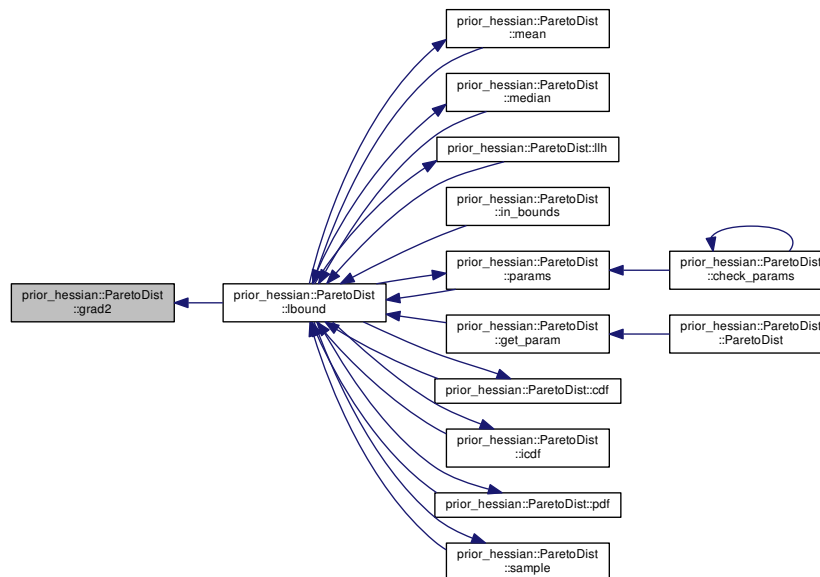 prior_hessian::ParetoDist
::mean
prior_hessian::ParetoDist
::median
prior_hessian::ParetoDist::llh
prior_hessian::ParetoDist
::in_bounds
prior_hessian::ParetoDist
::params
prior_hessian::ParetoDist
::check_params
prior_hessian::ParetoDist
::grad2
prior_hessian::ParetoDist
::lbound
prior_hessian::ParetoDist
::get_param
prior_hessian::ParetoDist
::ParetoDist
prior_hessian::ParetoDist::cdf
prior_hessian::ParetoDist
::icdf
prior_hessian::ParetoDist::pdf
prior_hessian::ParetoDist
::sample